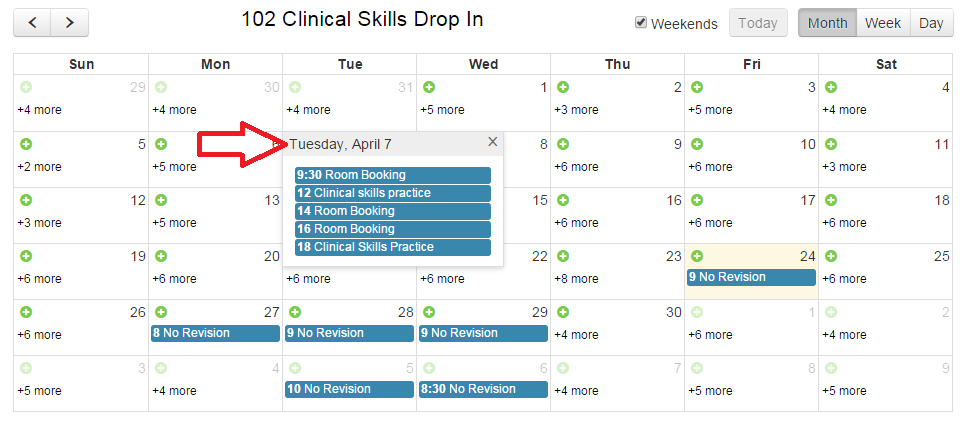 102 Clinical Skills Drop In
Weekends
Today
Month Week Day
Sun Mon Tue Wed Thu Fri Sat
29 30 31 1 2 3 4
+4 more +4 more +4 more +5 more +3 more +5 more +4 more
5 6 Tuesday, April 7 × 8 9 10 11
+2 more +5 more +6 more +6 more +3 more
9:30 Room Booking
12 Clinical skills practice
14 Room Booking
16 Room Booking
18 Clinical Skills Practice
12 13 15 16 17 18
+3 more +5 more +6 more +6 more +6 more
19 20 22 23 24 25
9 No Revision
+6 more +6 more +6 more +6 more +8 more +6 more
26 27 28 29 30 1 2
8 No Revision 9 No Revision 9 No Revision
+6 more +4 more +6 more +4 more
3 4 5 6 7 8 9
10 No Revision 8:30 No Revision
+5 more +4 more +4 more +5 more +5 more